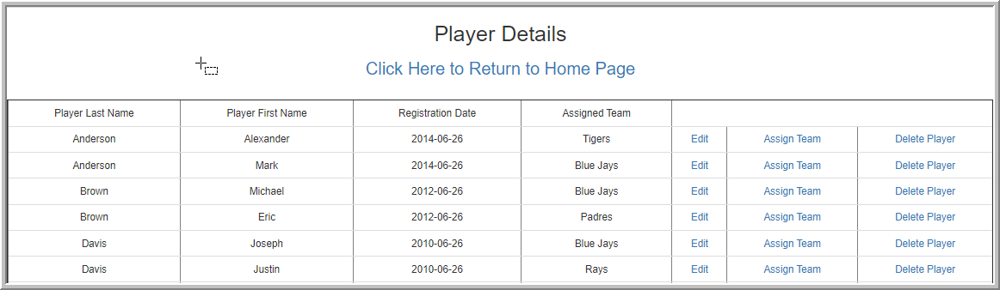 Player Details
Click Here to Return to Home Page
Player Last Name Player First Name Registration Date Assigned Team
Anderson Alexander 2014-06-26 Tigers Edit Assign Team Delete Player
Anderson Mark 2014-06-26 Blue Jays Edit Assign Team Delete Player
Brown Michael 2012-06-26 Blue Jays Edit Assign Team Delete Player
Brown Eric 2012-06-26 Padres Edit Assign Team Delete Player
Davis Joseph 2010-06-26 Blue Jays Edit Assign Team Delete Player
Davis Justin 2010-06-26 Rays Edit Assign Team Delete Player